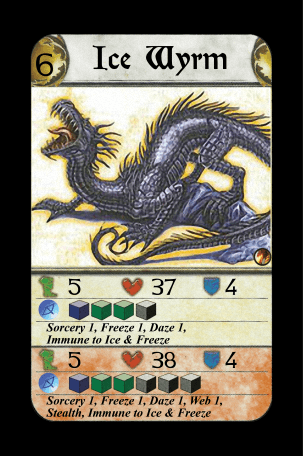 Ice Wyrm
6
5 37 4
Sorcery 1, Freeze 1, Daze 1,
Immune to Ice & Freeze
5 38 4
Sorcery 1, Freeze 1, Daze 1, Web 1,
Stealth, Immune to Ice & Freeze